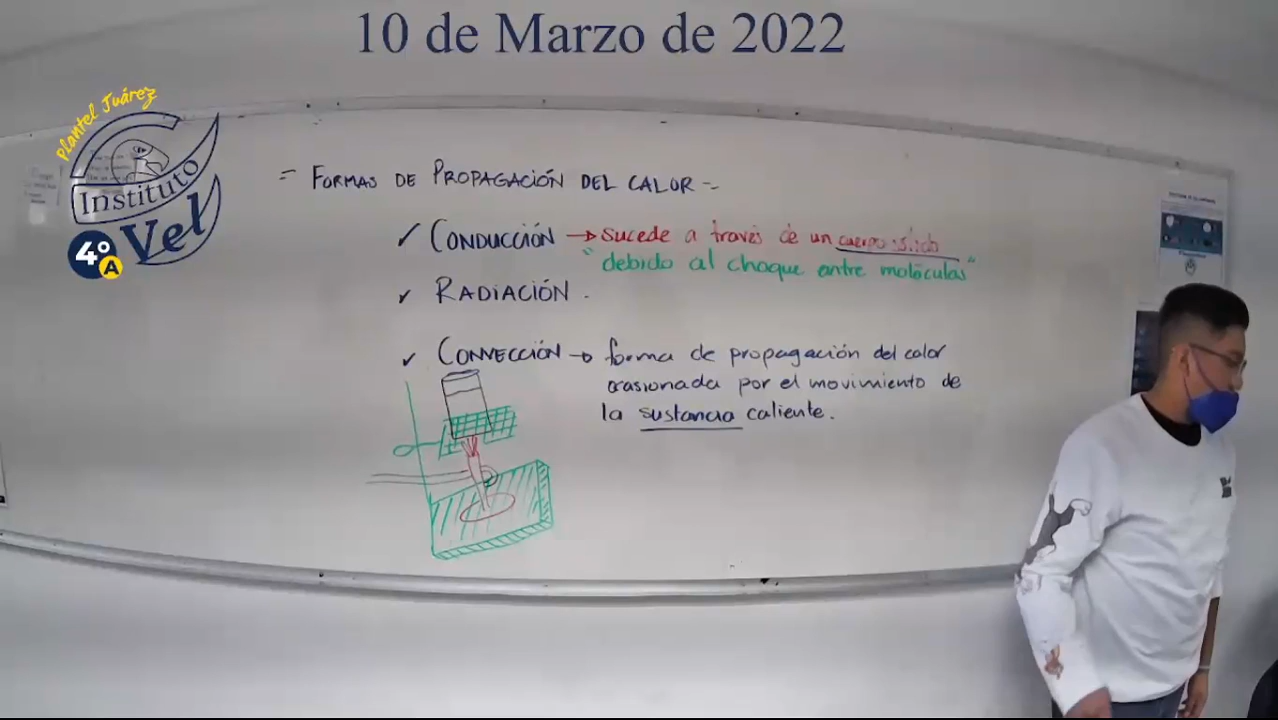 10 de Marzo de 2022
Plantel Juárez
Instituto
Vel
4º
A
= FORMAS DE PROPAGACIÓN DEL CALOR -
✓ CONDUCCIÓN → sucede a través de un cuerpo sólido
"debido al choque entre moléculas"
✓ RADIACIÓN.
✓ CONVECCIÓN → forma de propagación del calor
ocasionada por el movimiento de
la sustancia caliente.